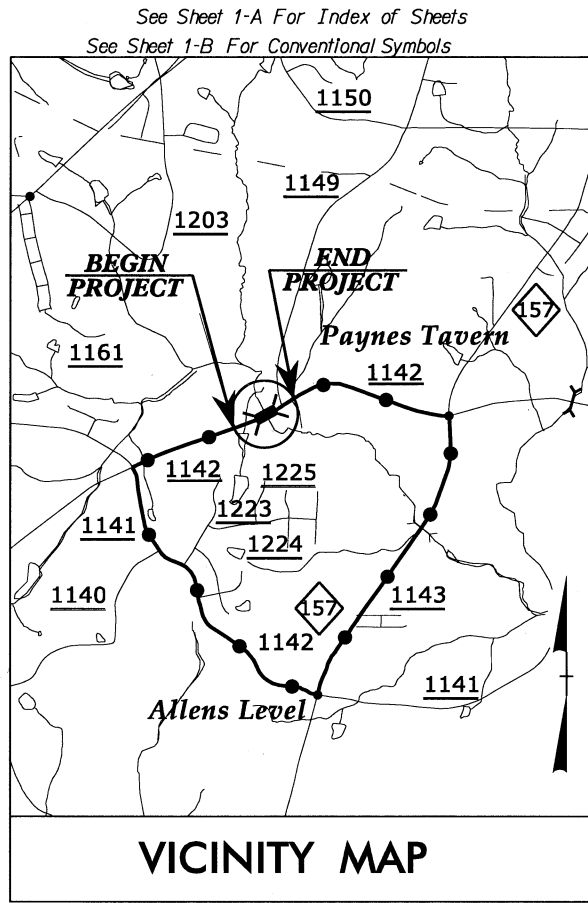 See Sheet 1-A For Index of Sheets
See Sheet 1-B For Conventional Symbols
1150
1149
1203
BEGIN
PROJECT
END
PROJECT
157
Paynes Tavern
1161
1142
1142
1225
1223
1141
1224
1140
157
1143
1142
1141
Allens Level
VICINITY MAP